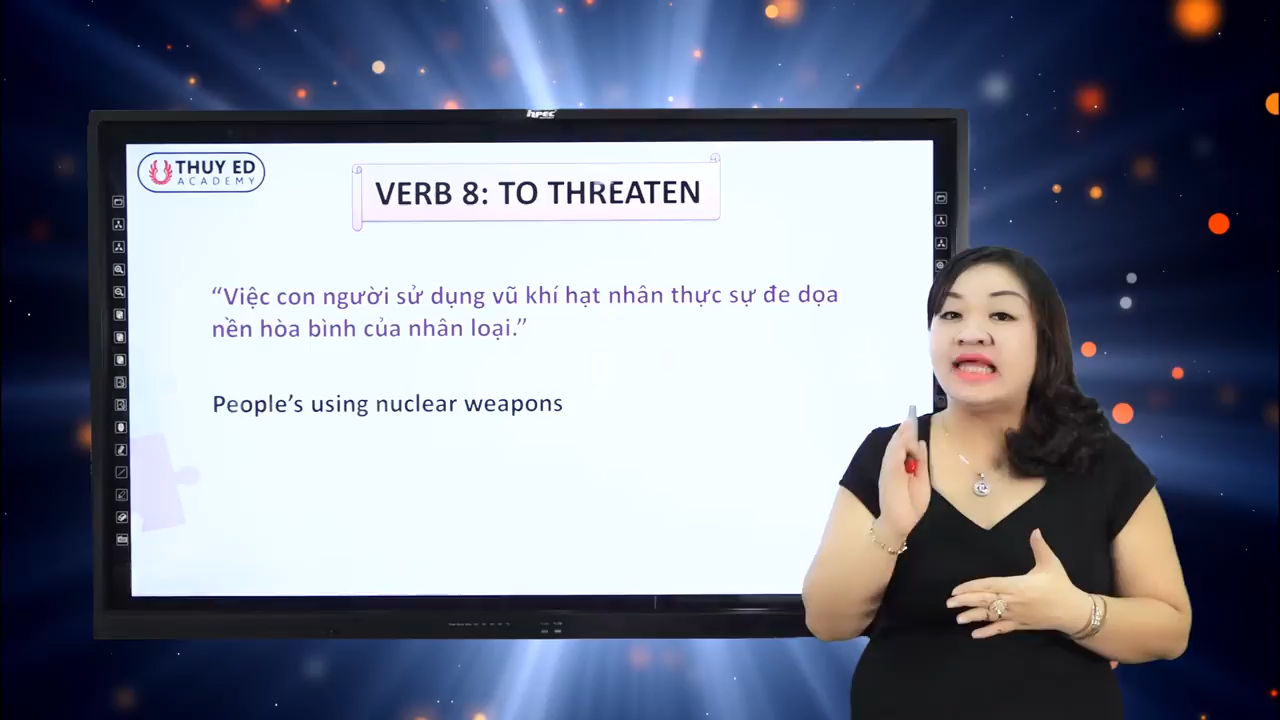 HPEC
THUY ED
ACADEMY
VERB 8: TO THREATEN
“Việc con người sử dụng vũ khí hạt nhân thực sự đe dọa
nền hòa bình của nhân loại.”
People’s using nuclear weapons